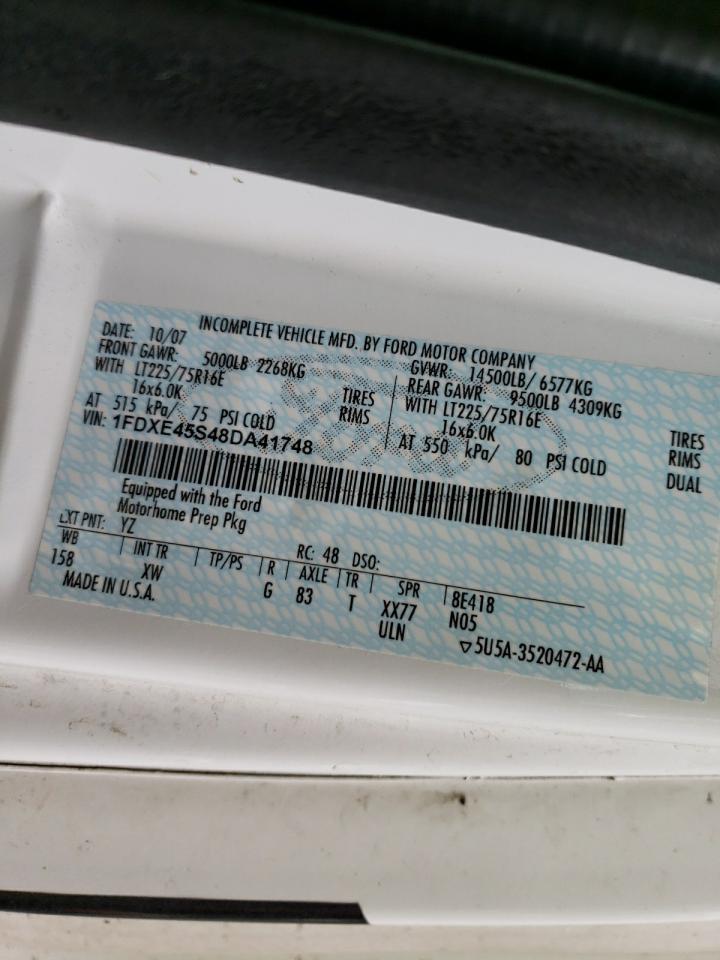 INCOMPLETE VEHICLE MFD. BY FORD MOTOR COMPANY
DATE: 10/07 GVWR: 14500LB/ 6577KG
FRONT GAWR: 5000LB 2268KG REAR GAWR: 9500LB 4309KG
WITH LT225/75R16E TIRES WITH LT225/75R16E TIRES
16x6.0K RIMS 16x6.0K RIMS
AT 515 kPa/ 75 PSI COLD AT 550 kPa/ 80 PSI COLD DUAL
VIN: 1FDXE45S48DA41748
Equipped with the Ford
Motorhome Prep Pkg
EXT PNT: YZ RC: 48 DSO:
WB INT TR TP/PS R AXLE TR SPR 8E418
158 XW G 83 T XX77 N05
MADE IN U.S.A. ULN
5U5A-3520472-AA